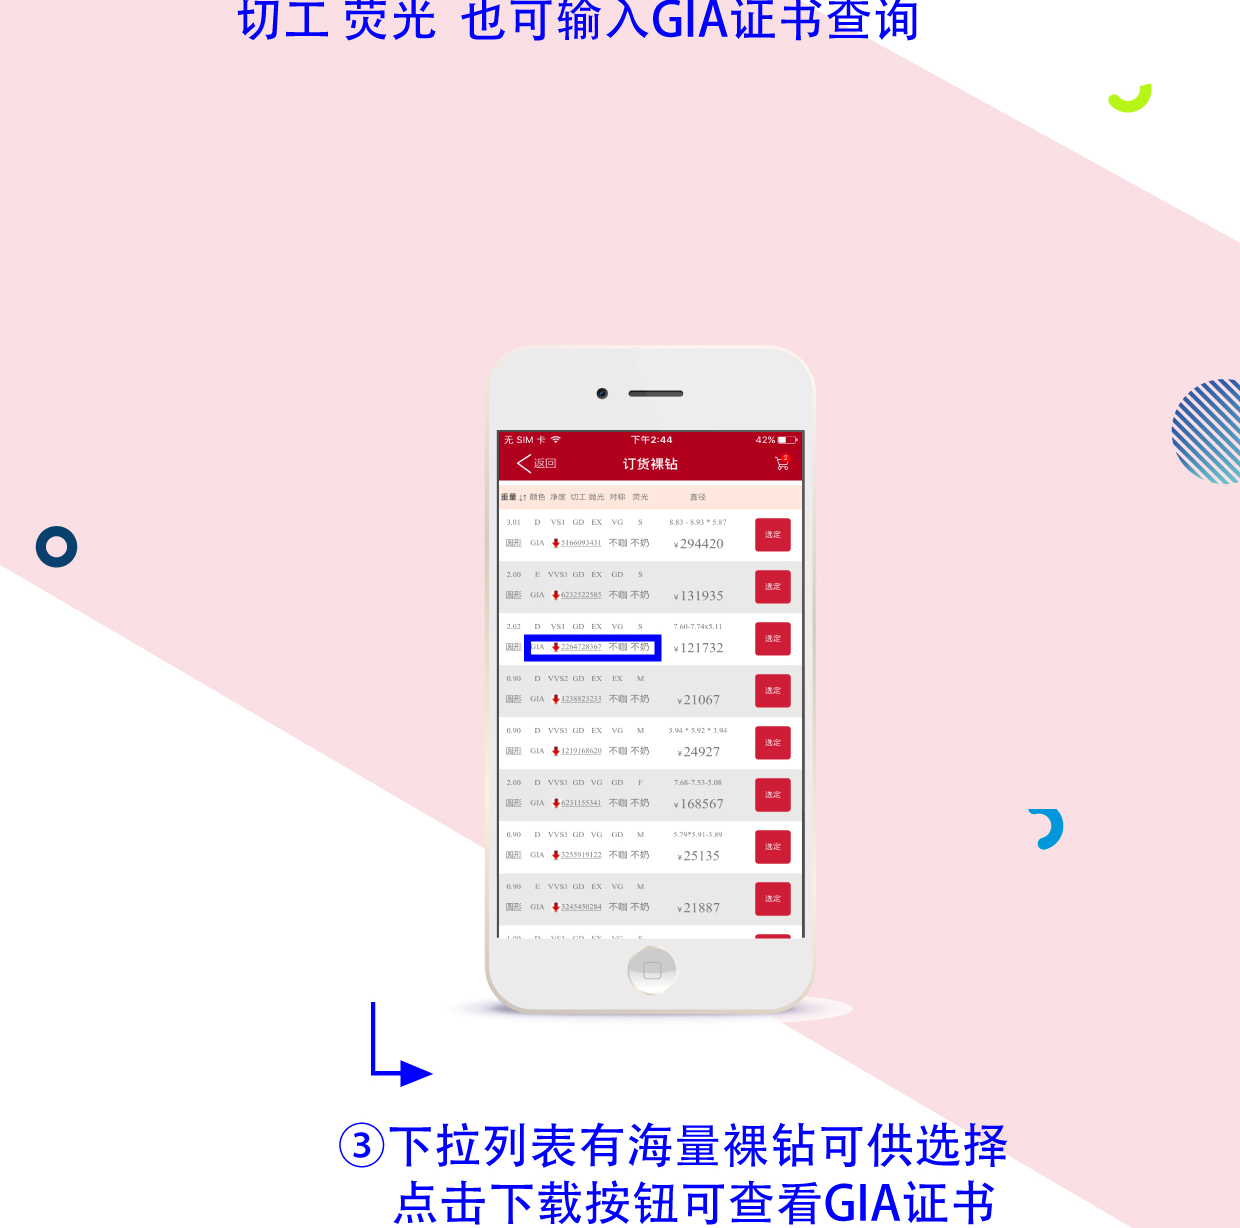 切工 荧光 也可输入GIA证书查询
无 SIM 卡 下午2:44 42%
返回 订货裸钻 2
重量↓↑ 颜色 净度 切工 抛光 对称 荧光 直径
3.01 D VS1 GD EX VG S 8.83 - 8.93 * 5.87
圆形 GIA 5166093431 不咖 不奶 ¥294420 选定
2.00 E VVS1 GD EX GD S
圆形 GIA 6232522585 不咖 不奶 ¥131935 选定
2.02 D VS1 GD EX VG S 7.60-7.74x5.11
圆形 GIA 2264728367 不咖 不奶 ¥121732 选定
0.90 D VVS2 GD EX EX M
圆形 GIA 1238823233 不咖 不奶 ¥21067 选定
0.90 D VVS1 GD EX VG M 5.94 * 5.92 * 3.94
圆形 GIA 1219168620 不咖 不奶 ¥24927 选定
2.00 D VVS1 GD VG GD F 7.68-7.53-5.08
圆形 GIA 6231155341 不咖 不奶 ¥168567 选定
0.90 D VVS1 GD VG GD M 5.79*5.91-3.89
圆形 GIA 3255919122 不咖 不奶 ¥25135 选定
0.90 E VVS1 GD EX VG M
圆形 GIA 3245450284 不咖 不奶 ¥21887 选定
③下拉列表有海量裸钻可供选择
点击下载按钮可查看GIA证书